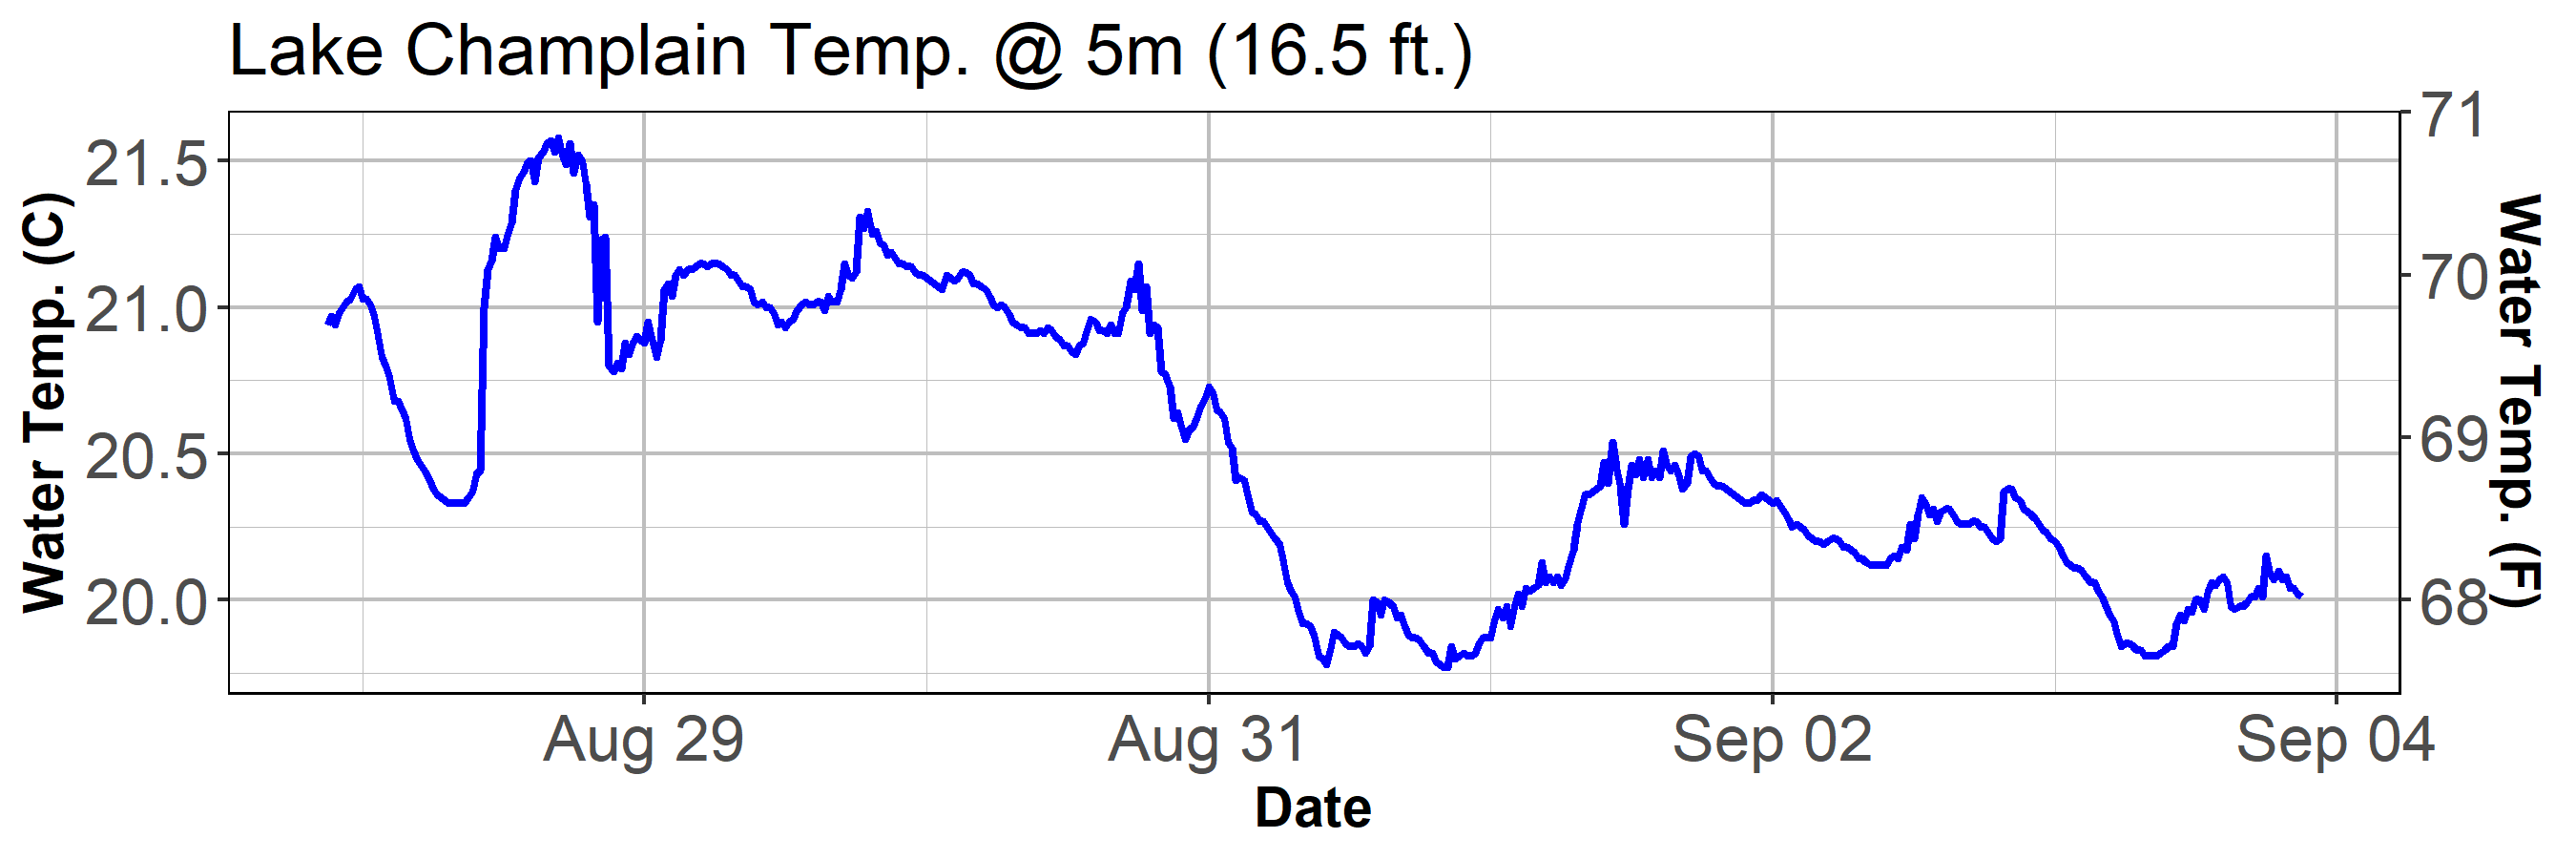 Lake Champlain Temp. @ 5m (16.5 ft.)
Water Temp. (C)
21.5
21.0
20.5
20.0
71
70
69
68
Water Temp. (F)
Aug 29
Aug 31
Sep 02
Sep 04
Date